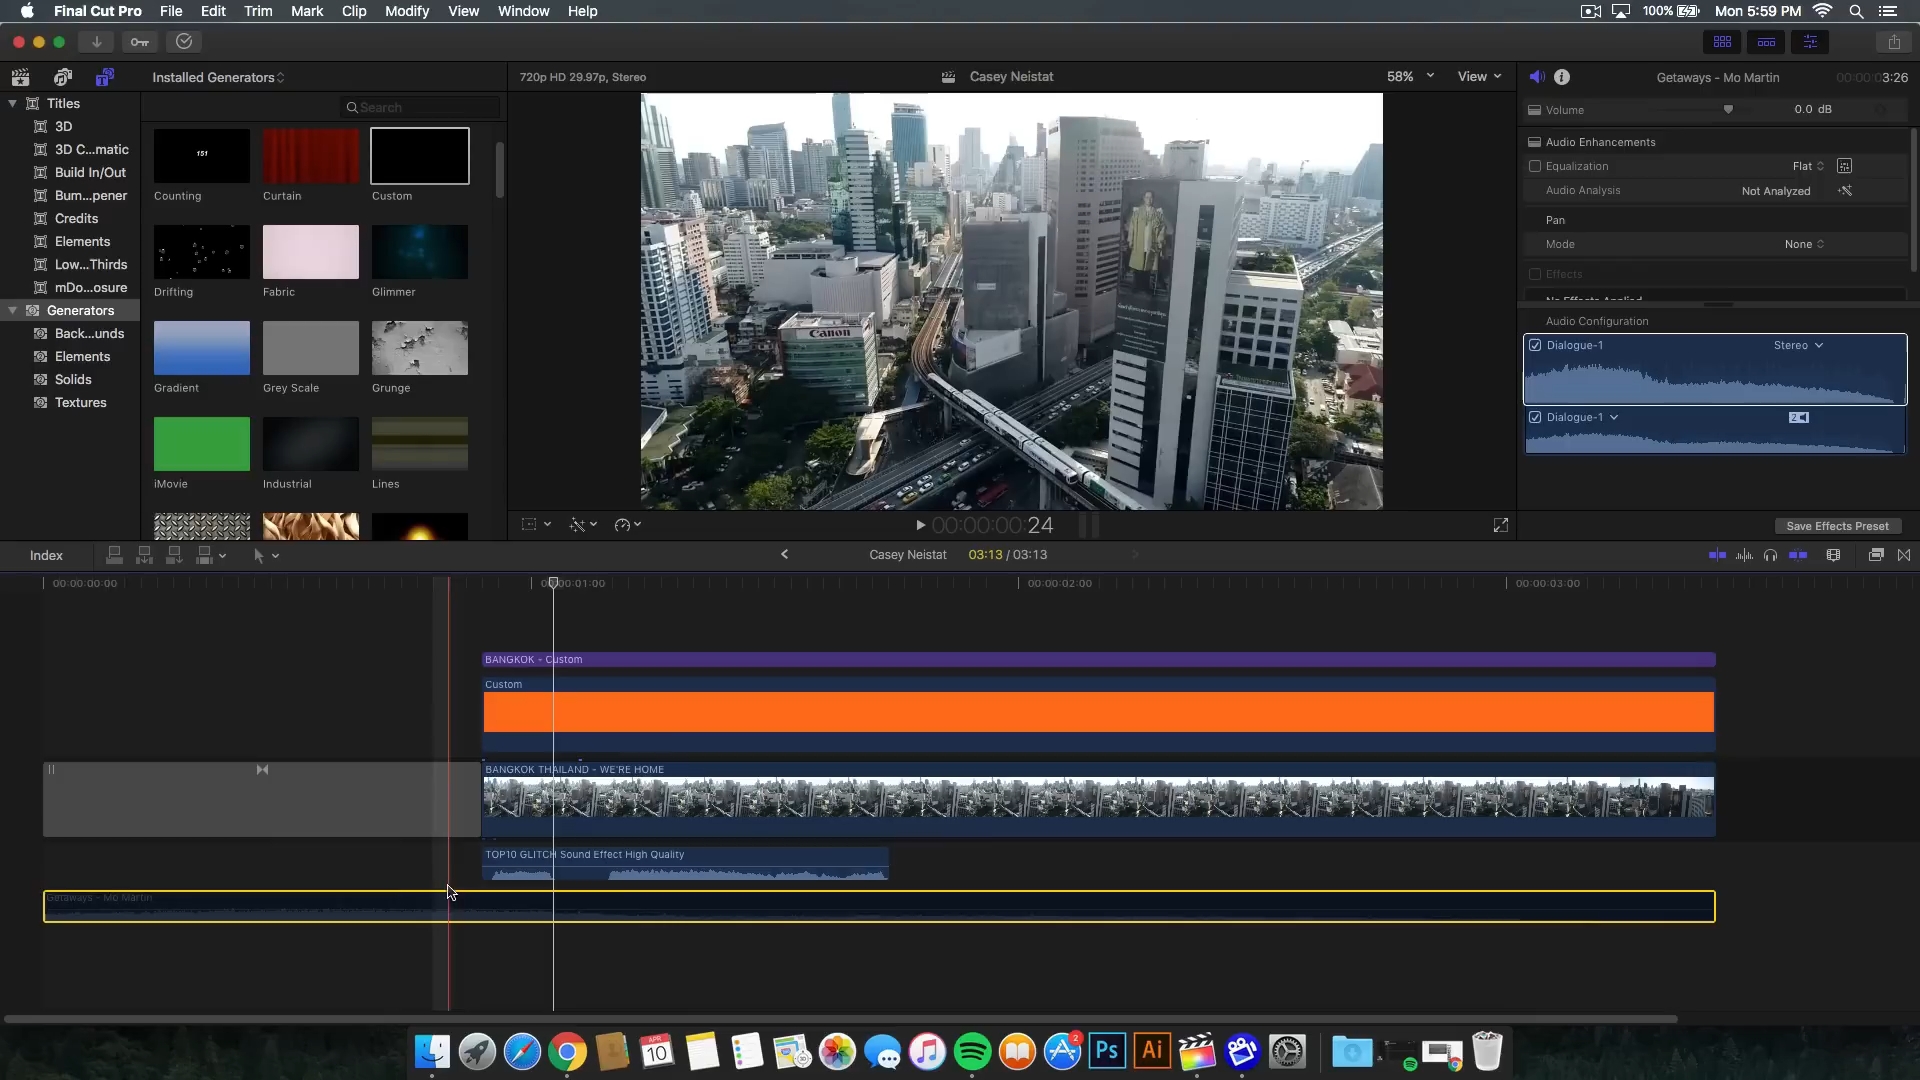 Final Cut Pro File Edit Trim Mark Clip Modify View Window Help 100% Mon 5:59 PM
Installed Generators
720p HD 29.97p, Stereo
Casey Neistat
58% View
Getaways - Mo Martin
3:26
Titles
3D
3D C...matic
Build In/Out
Bum...pener
Credits
Elements
Low...Thirds
mDo...osure
Generators
Back...unds
Elements
Solids
Textures
Search
151
Counting Curtain Custom
Drifting Fabric Glimmer
Gradient Grey Scale Grunge
iMovie Industrial Lines
Canon
Volume 0.0 dB
Audio Enhancements
Equalization Flat
Audio Analysis Not Analyzed
Pan
Mode None
Effects
Audio Configuration
Dialogue-1 Stereo
Dialogue-1 2
Save Effects Preset
00:00:00:24
Index
Casey Neistat 03:13 / 03:13
00:00:00:00 00:00:01:00 00:00:02:00 00:00:03:00
BANGKOK - Custom
Custom
BANGKOK THAILAND - WE'RE HOME
TOP10 GLITCH Sound Effect High Quality
Getaways - Mo Martin
APR
10
2
Ps
Ai